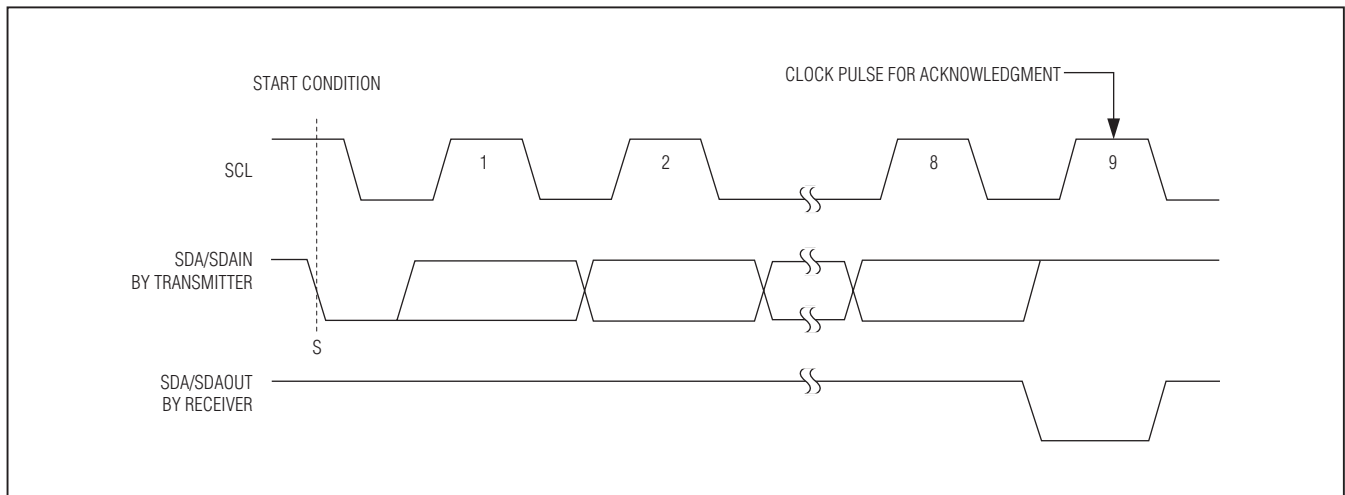 START CONDITION
CLOCK PULSE FOR ACKNOWLEDGMENT
SCL
1
2
8
9
SDA/SDAIN
BY TRANSMITTER
S
SDA/SDAOUT
BY RECEIVER